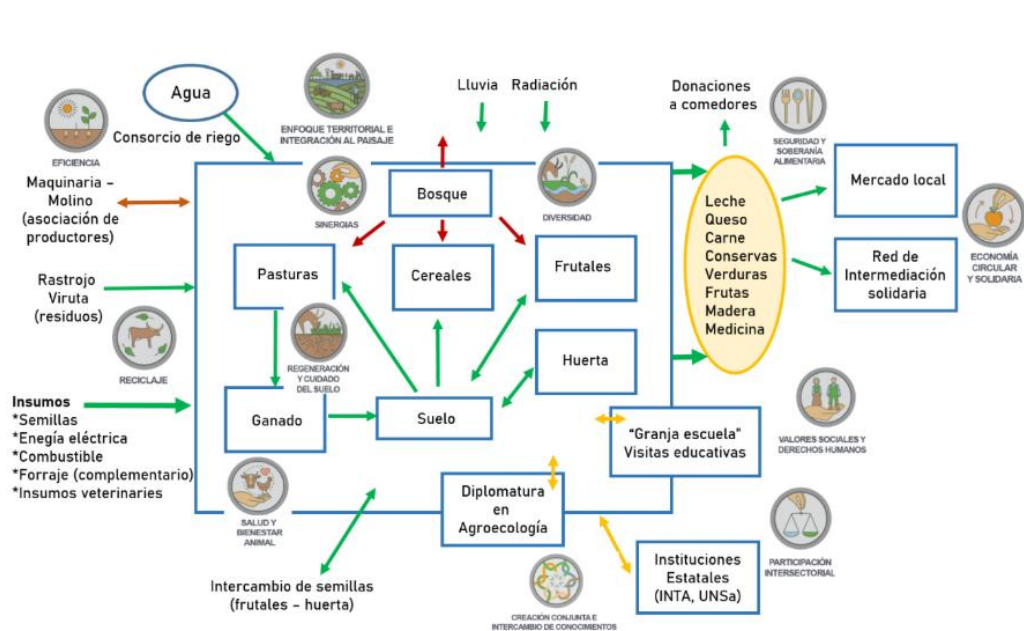 Agua
Consorcio de riego
EFICIENCIA
ENFOQUE TERRITORIAL E
INTEGRACIÓN AL PAISAJE
Lluvia
Radiación
Donaciones
a comedores
SEGURIDAD Y
SOBERANÍA
ALIMENTARIA
Maquinaria –
Molino
(asociación de
productores)
SINERGIAS
Bosque
DIVERSIDAD
Mercado local
Leche
Queso
Carne
Conservas
Verduras
Frutas
Madera
Medicina
Red de
Intermediación
solidaria
ECONOMÍA
CIRCULAR
Y SOLIDARIA
Rastrojo
Viruta
(residuos)
Pasturas
Cereales
Frutales
RECICLAJE
REGENERACIÓN
Y CUIDADO
DEL SUELO
Huerta
Insumos
*Semillas
*Enegía eléctrica
*Combustible
*Forraje (complementario)
*Insumos veterinaries
Ganado
Suelo
"Granja escuela"
Visitas educativas
VALORES SOCIALES Y
DERECHOS HUMANOS
SALUD Y
BIENESTAR
ANIMAL
Diplomatura
en
Agroecología
Instituciones
Estatales
(INTA, UNSa)
PARTICIPACIÓN
INTERSECTORIAL
Intercambio de semillas
(frutales – huerta)
CREACIÓN CONJUNTA E
INTERCAMBIO DE CONOCIMIENTOS